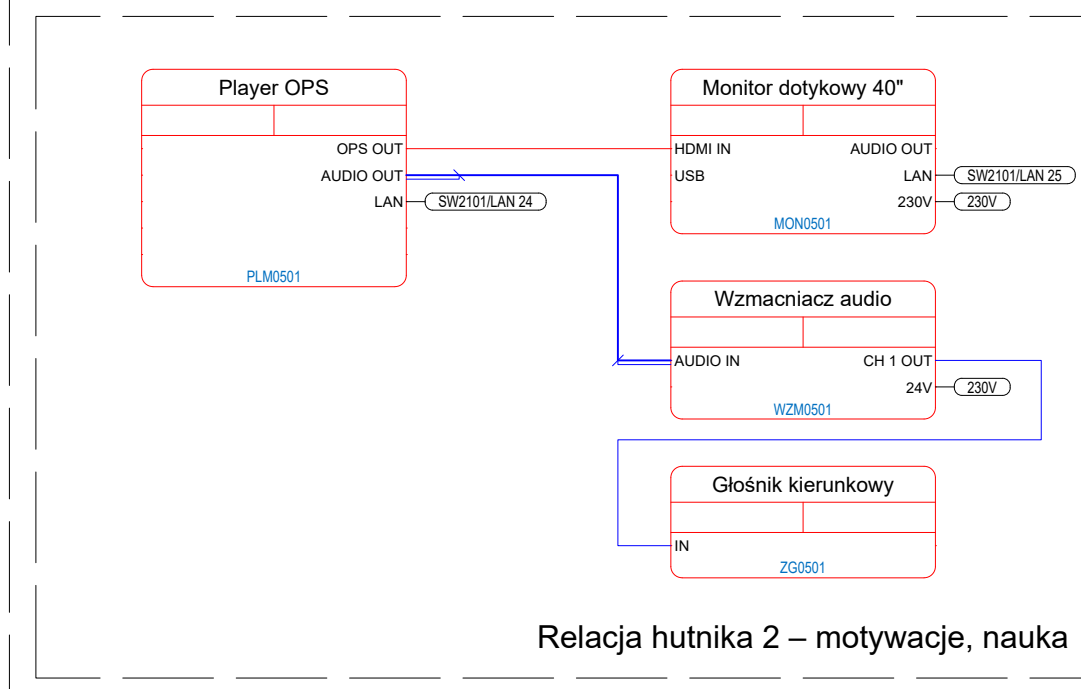 Player OPS
OPS OUT
AUDIO OUT
LAN
SW2101/LAN 24
PLM0501
Monitor dotykowy 40"
HDMI IN
AUDIO OUT
USB
LAN
SW2101/LAN 25
230V
230V
MON0501
Wzmacniacz audio
AUDIO IN
CH 1 OUT
24V
230V
WZM0501
Głośnik kierunkowy
IN
ZG0501
Relacja hutnika 2 – motywacje, nauka